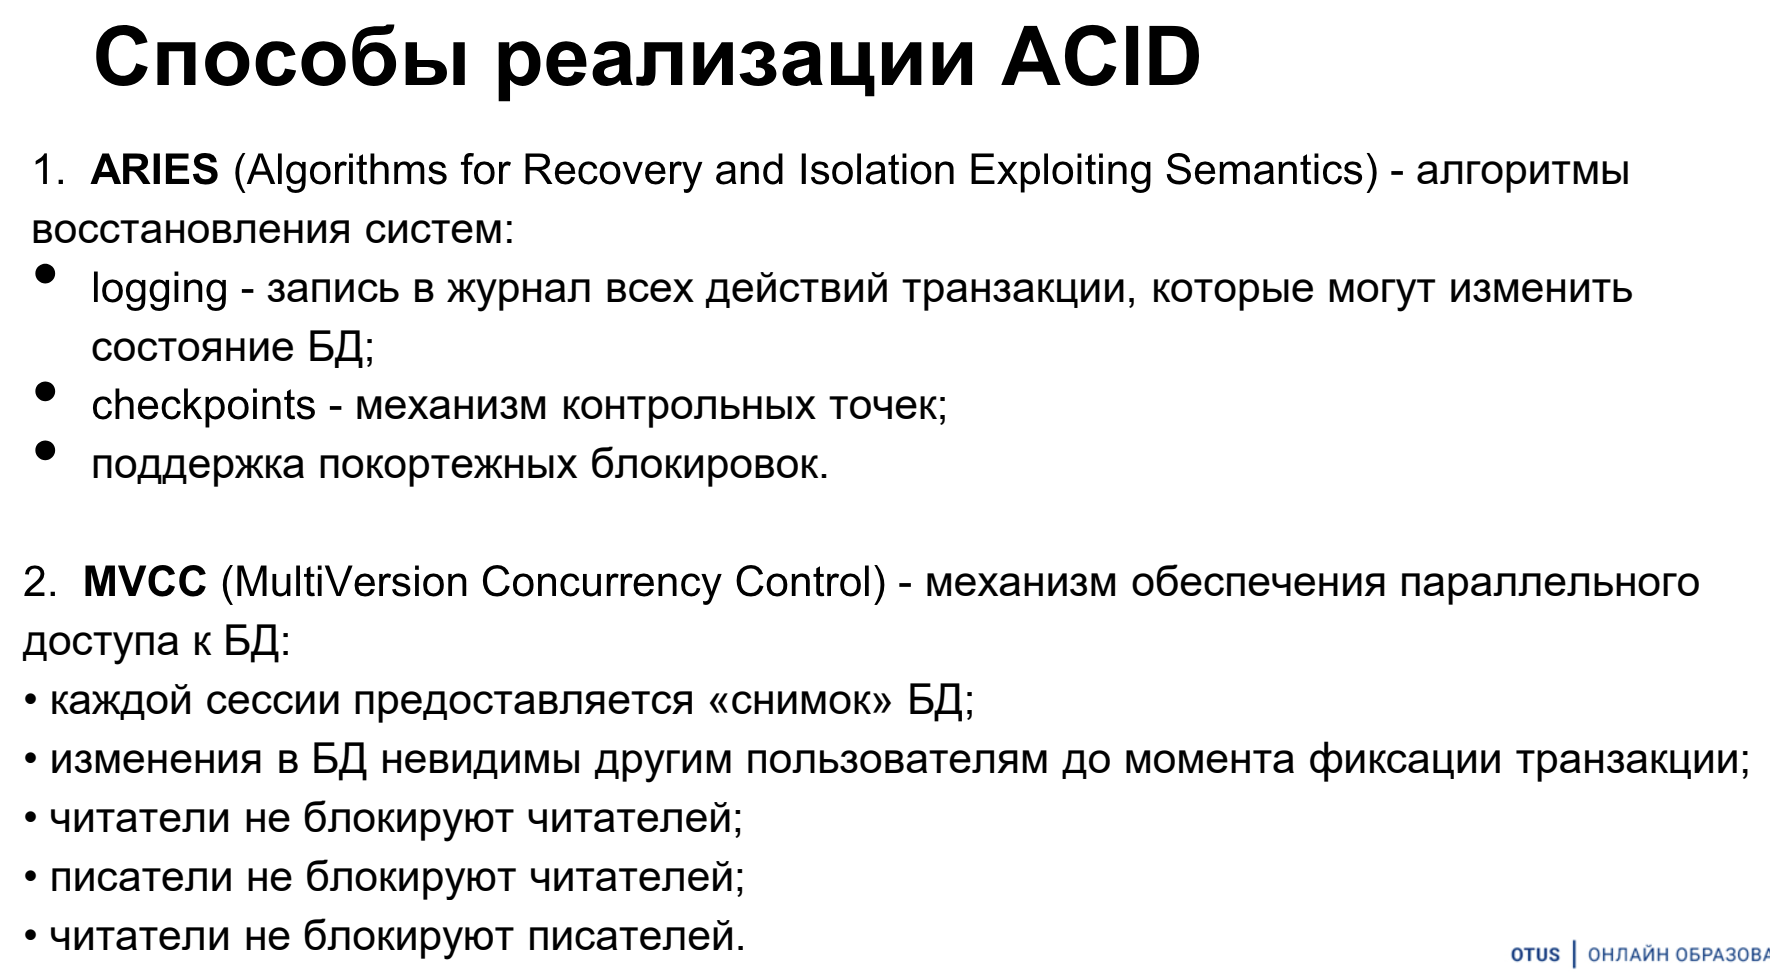 Способы реализации ACID
1. ARIES (Algorithms for Recovery and Isolation Exploiting Semantics) - алгоритмы
восстановления систем:
• logging - запись в журнал всех действий транзакции, которые могут изменить
состояние БД;
• checkpoints - механизм контрольных точек;
• поддержка покортежных блокировок.
2. MVCC (MultiVersion Concurrency Control) - механизм обеспечения параллельного
доступа к БД:
• каждой сессии предоставляется «снимок» БД;
• изменения в БД невидимы другим пользователям до момента фиксации транзакции;
• читатели не блокируют читателей;
• писатели не блокируют читателей;
• читатели не блокируют писателей.
OTUS | ОНЛАЙН ОБРАЗОВА